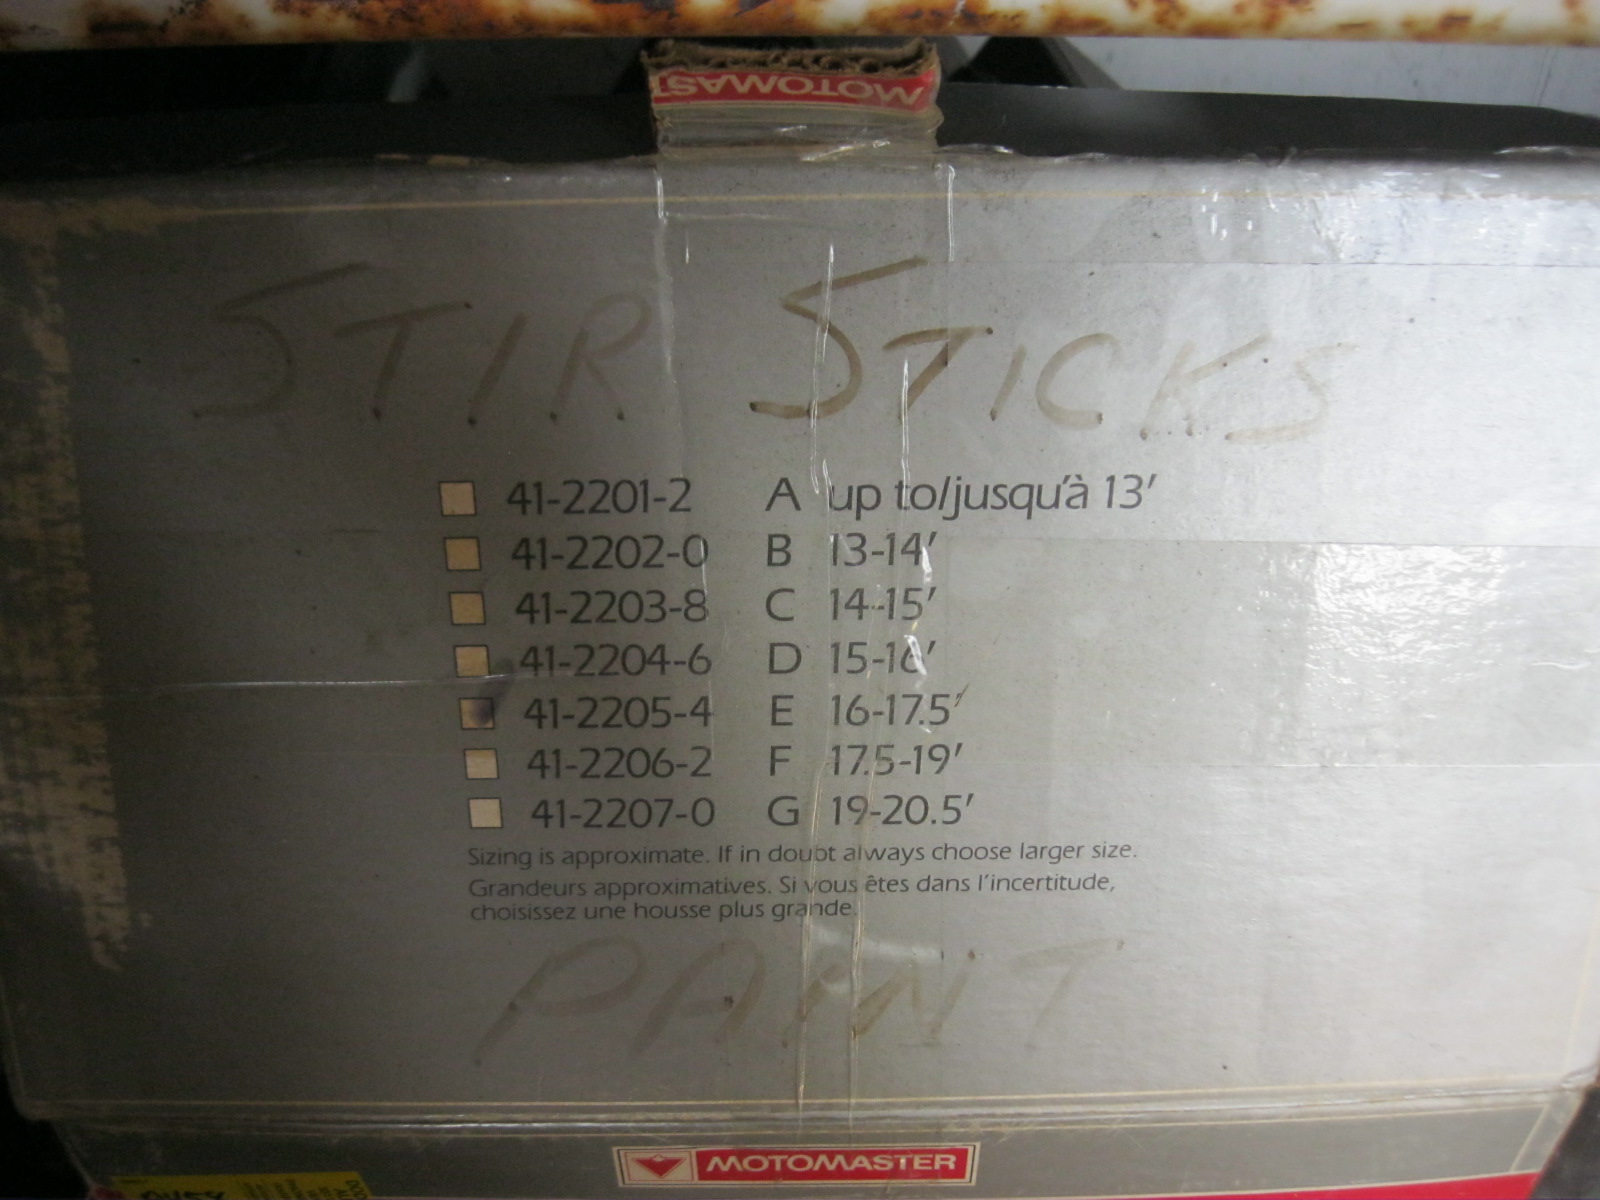 MOTOMAST
STIR STICKS
41-2201-2 A up to/jusqu'à 13'
41-2202-0 B 13-14'
41-2203-8 C 14-15'
41-2204-6 D 15-16'
41-2205-4 E 16-17.5'
41-2206-2 F 17.5-19'
41-2207-0 G 19-20.5'
Sizing is approximate. If in doubt always choose larger size.
Grandeurs approximatives. Si vous êtes dans l'incertitude,
choisissez une housse plus grande.
PAINT
MOTOMASTER